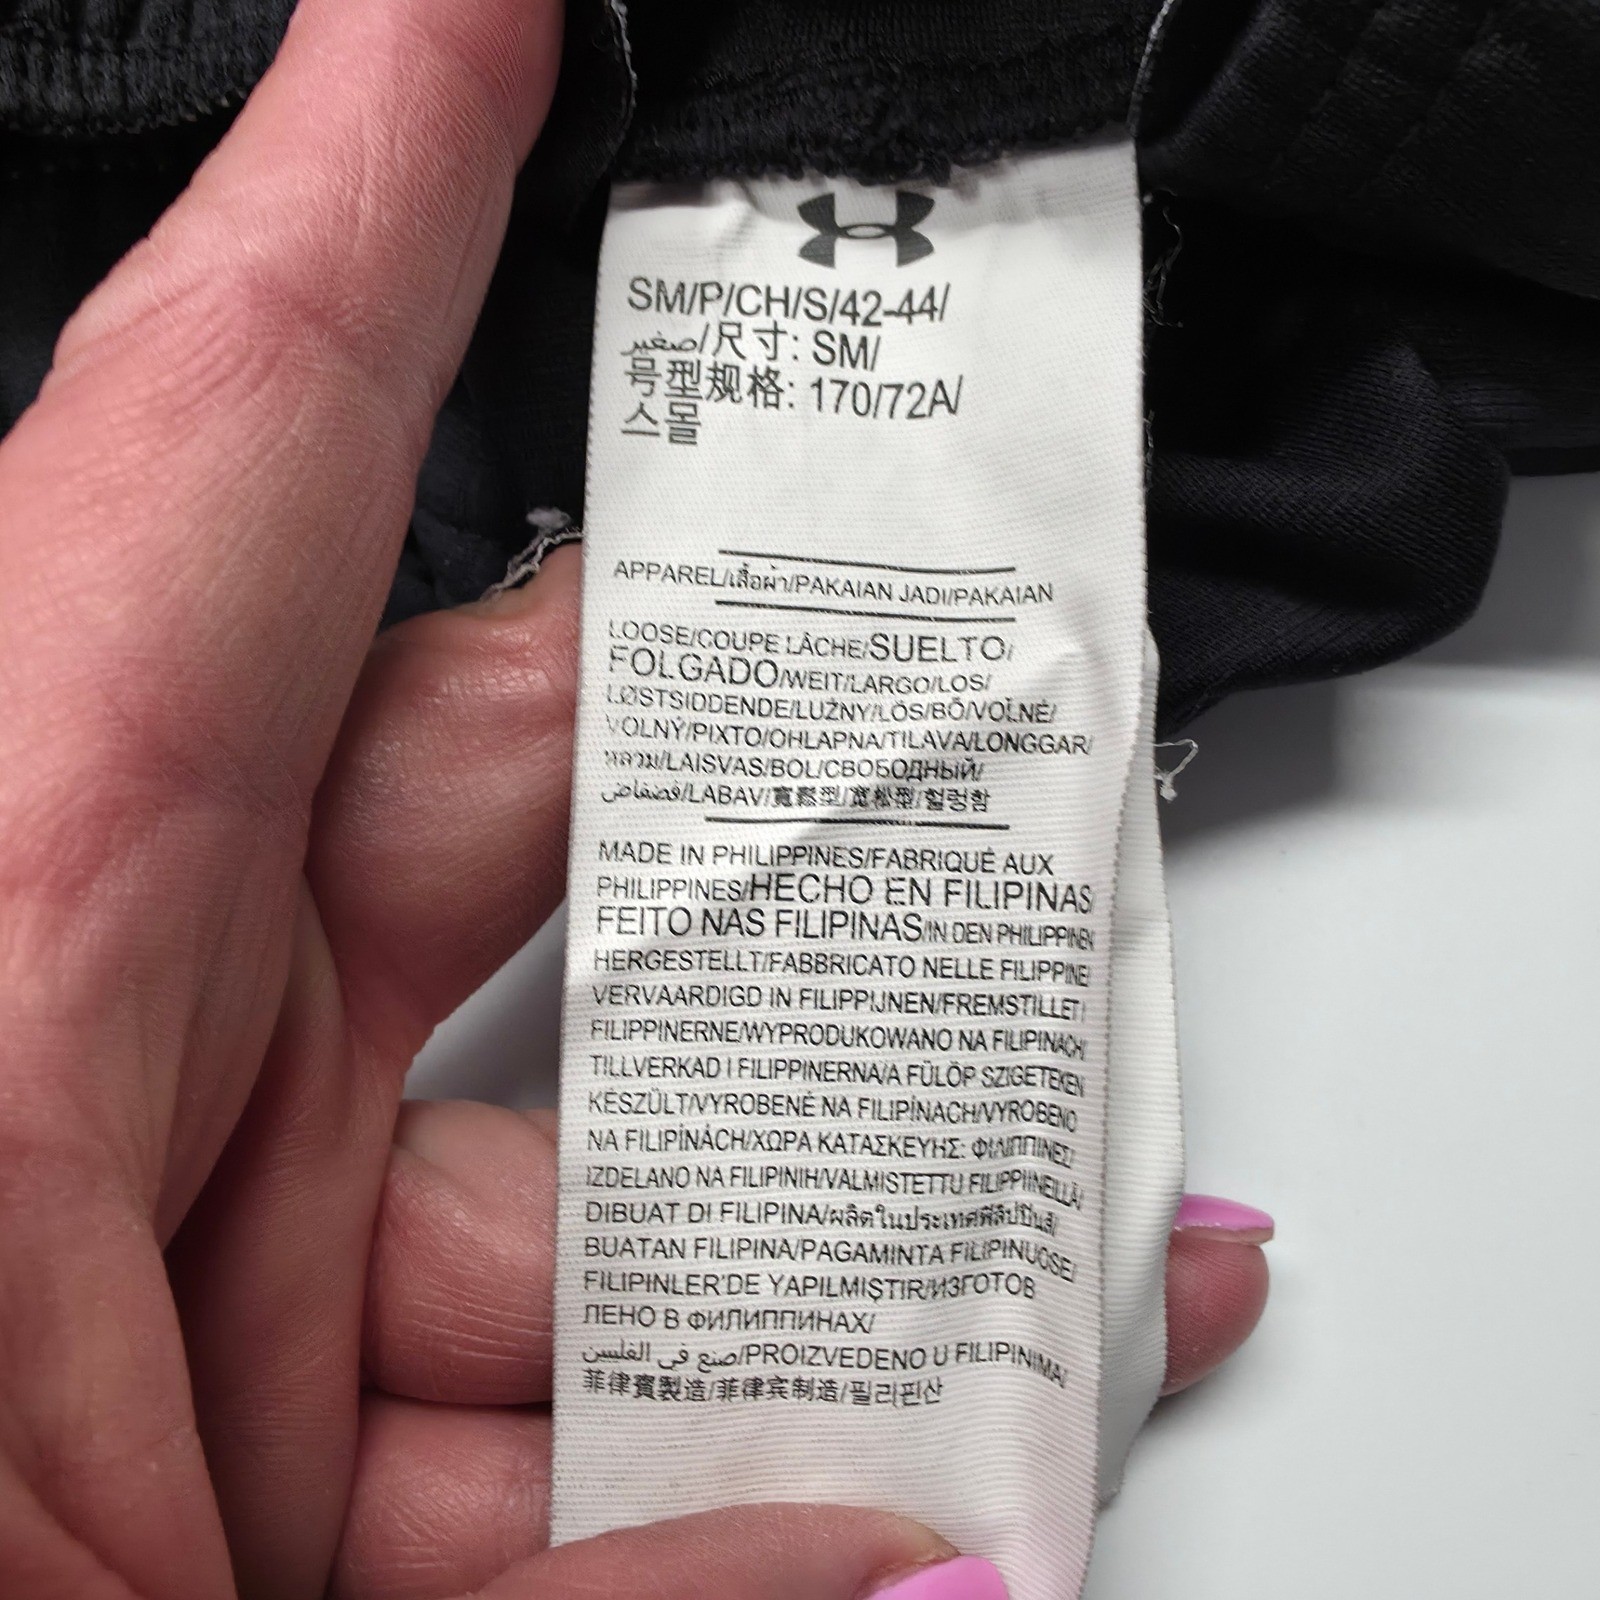 SM/P/CH/S/42-44/
صغير/尺寸: SM/
号型规格: 170/72A/
스몰
APPAREL/เสื้อผ้า/PAKAIAN JADI/PAKAIAN
LOOSE/COUPE LÂCHE/SUELTO/
FOLGADO/WEIT/LARGO/LOS/
LØSTSIDDENDE/LUŹNY/LÖS/BŐ/VOĽNÉ/
VOLNÝ/PIXTO/OHLAPNA/TILAVA/LONGGAR/
หลวม/LAISVAS/BOL/СВОБОДНЫЙ/
فضفاض/LABAV/寬鬆型/宽松型/헐렁함
MADE IN PHILIPPINES/FABRIQUÉ AUX
PHILIPPINES/HECHO EN FILIPINAS/
FEITO NAS FILIPINAS/IN DEN PHILIPPINEN
HERGESTELLT/FABBRICATO NELLE FILIPPINE/
VERVAARDIGD IN FILIPPIJNEN/FREMSTILLET I
FILIPPINERNE/WYPRODUKOWANO NA FILIPINACH/
TILLVERKAD I FILIPPINERNA/A FÜLÖP SZIGETEKEN
KÉSZÜLT/VYROBENÉ NA FILIPÍNACH/VYROBENO
NA FILIPÍNÁCH/ΧΩΡΑ ΚΑΤΑΣΚΕΥΗΣ: ΦΙΛΙΠΠΙΝΕΣ/
IZDELANO NA FILIPINIH/VALMISTETTU FILIPPIINEILLÄ/
DIBUAT DI FILIPINA/ผลิตในประเทศฟิลิปปินส์/
BUATAN FILIPINA/PAGAMINTA FILIPINUOSE/
FILIPINLER'DE YAPILMIŞTIR/ИЗГОТОВ
ЛЕНО В ФИЛИППИНАХ/
صنع في الفلبين/PROIZVEDENO U FILIPINIMA/
菲律賓製造/菲律宾制造/필리핀산